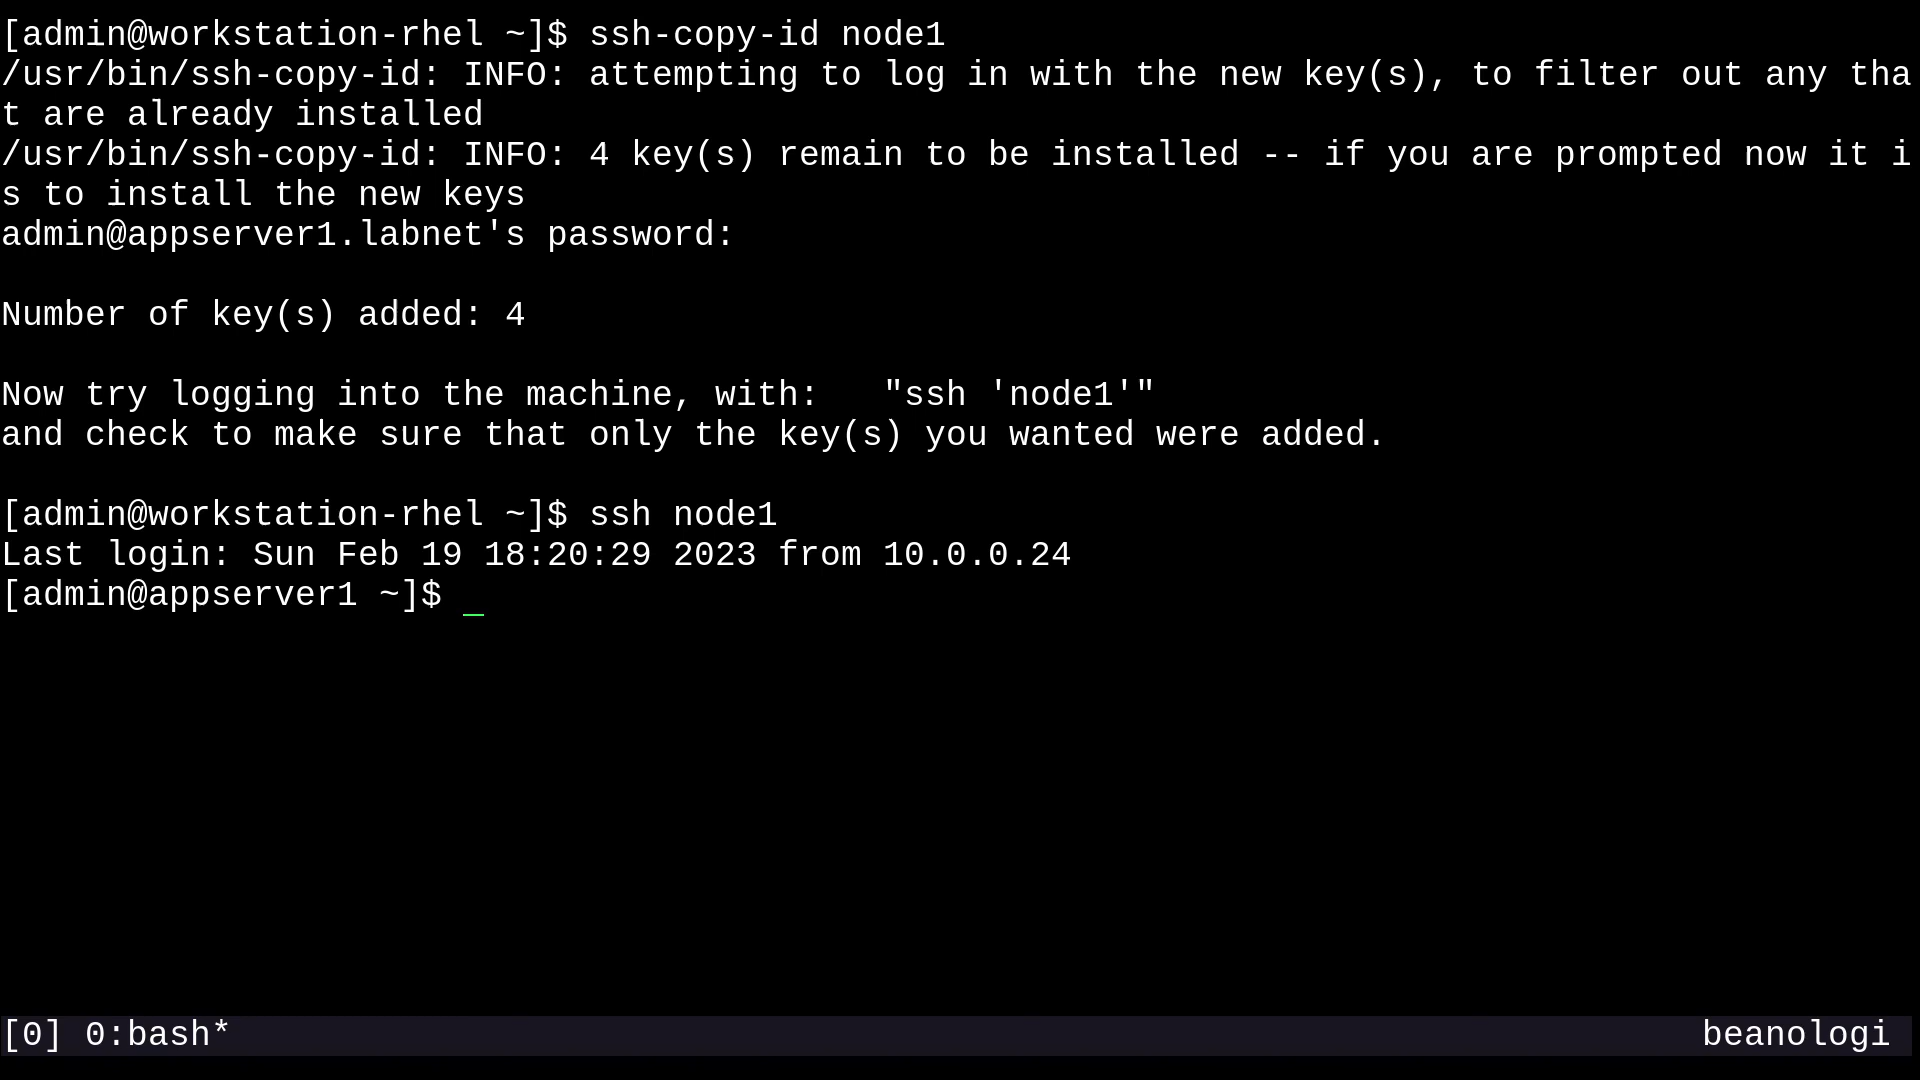 [admin@workstation-rhel ~]$ ssh-copy-id node1
/usr/bin/ssh-copy-id: INFO: attempting to log in with the new key(s), to filter out any tha
t are already installed
/usr/bin/ssh-copy-id: INFO: 4 key(s) remain to be installed -- if you are prompted now it i
s to install the new keys
admin@appserver1.labnet's password:
Number of key(s) added: 4
Now try logging into the machine, with:   "ssh 'node1'"
and check to make sure that only the key(s) you wanted were added.
[admin@workstation-rhel ~]$ ssh node1
Last login: Sun Feb 19 18:20:29 2023 from 10.0.0.24
[admin@appserver1 ~]$ _
[0] 0:bash* beanologi